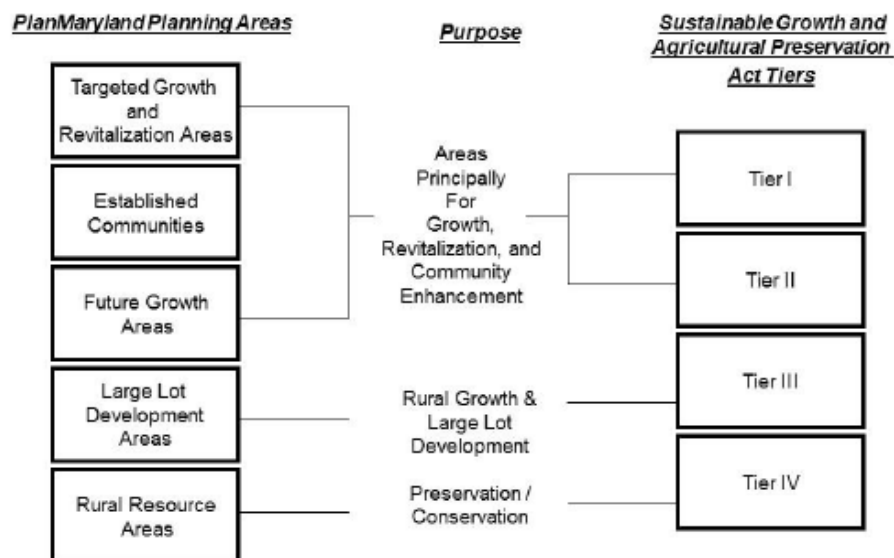 PlanMaryland Planning Areas
Purpose
Sustainable Growth and
Agricultural Preservation
Act Tiers
Targeted Growth
and
Revitalization Areas
Established
Communities
Future Growth
Areas
Large Lot
Development
Areas
Rural Resource
Areas
Areas
Principally
For
Growth,
Revitalization, and
Community
Enhancement
Rural Growth &
Large Lot
Development
Preservation /
Conservation
Tier I
Tier II
Tier III
Tier IV